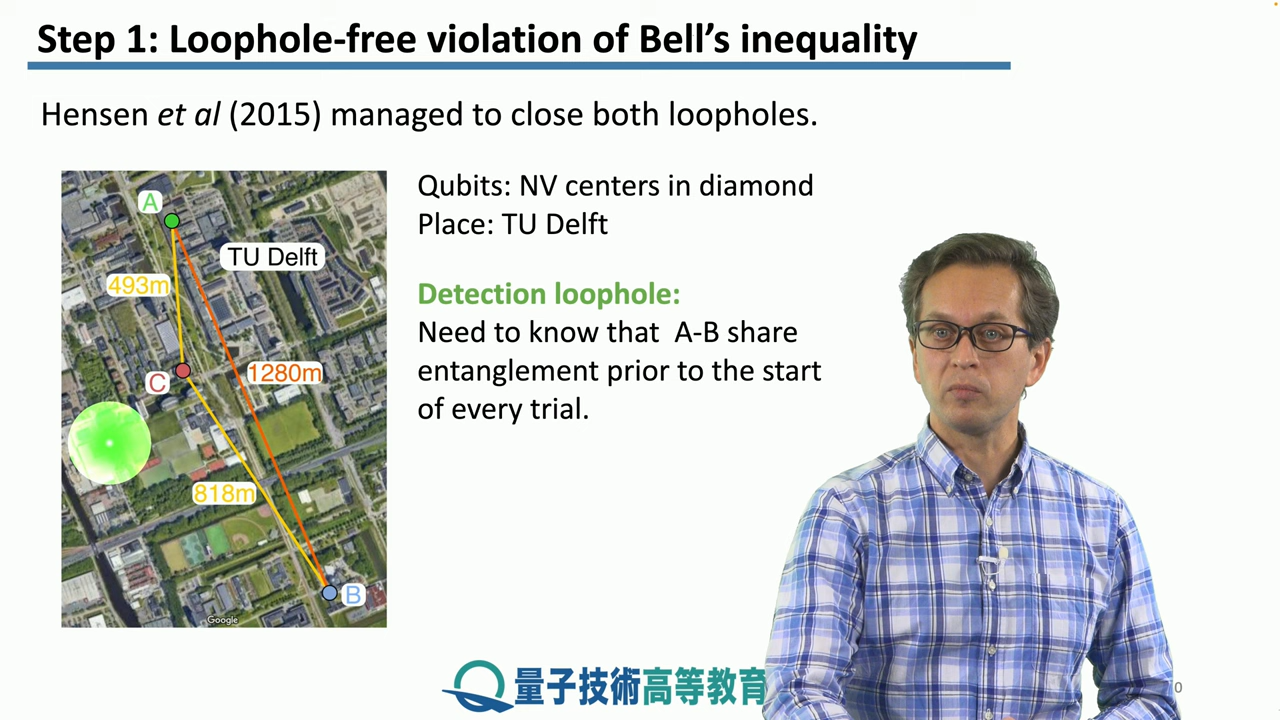 Step 1: Loophole-free violation of Bell's inequality
Hensen et al (2015) managed to close both loopholes.
A
TU Delft
493m
1280m
C
818m
B
Google
Qubits: NV centers in diamond
Place: TU Delft
Detection loophole:
Need to know that A-B share
entanglement prior to the start
of every trial.
量子技術高等教育
0